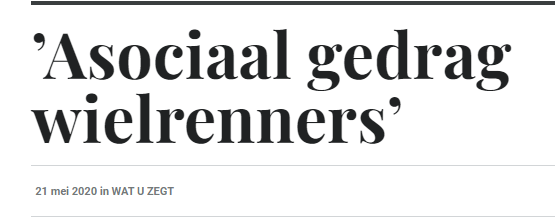 ’Asociaal gedrag
wielrenners’
21 mei 2020 in WAT U ZEGT